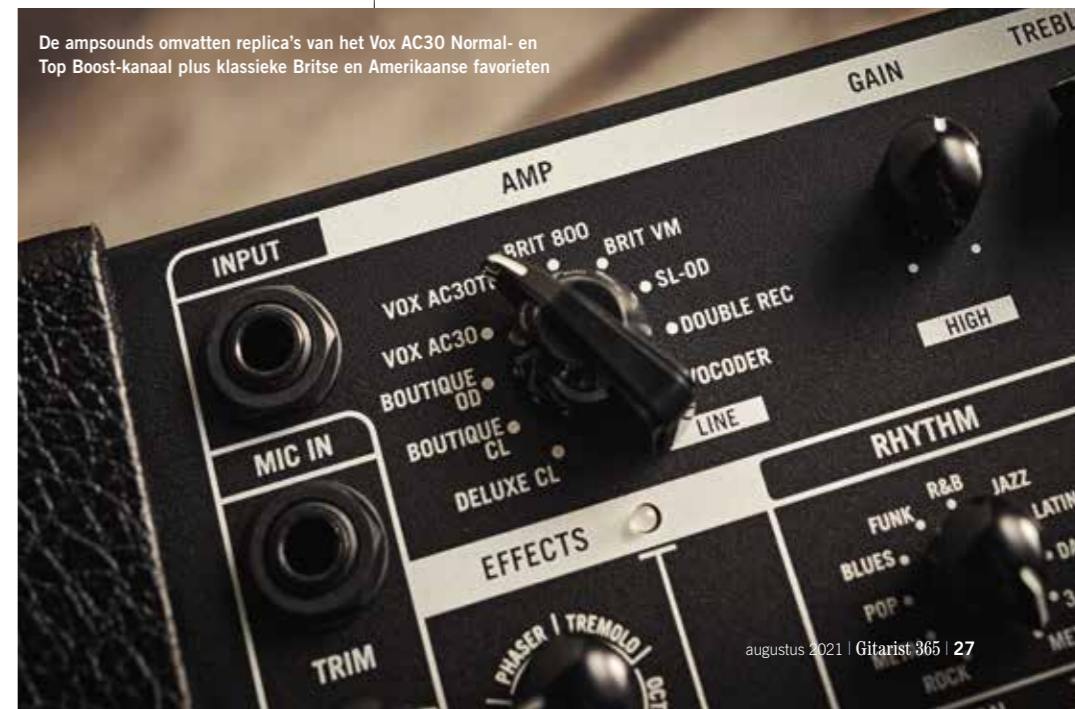 De ampsounds omvatten replica's van het Vox AC30 Normal- en
Top Boost-kanaal plus klassieke Britse en Amerikaanse favorieten
GAIN
AMP
INPUT
BRIT 800
BRIT VM
SL-OD
DOUBLE REC
VOX
VOX AC30
BOUTIQUE
OD
BOUTIQUE
CL
DELUXE CL
LINE
HIGH
MIC IN
TRIM
EFFECTS
PHASER
TREMOLO
RHYTHM
R&B
JAZZ
FUNK
BLUES
POP
ROCK
augustus 2021 | Gitarist 365 | 27